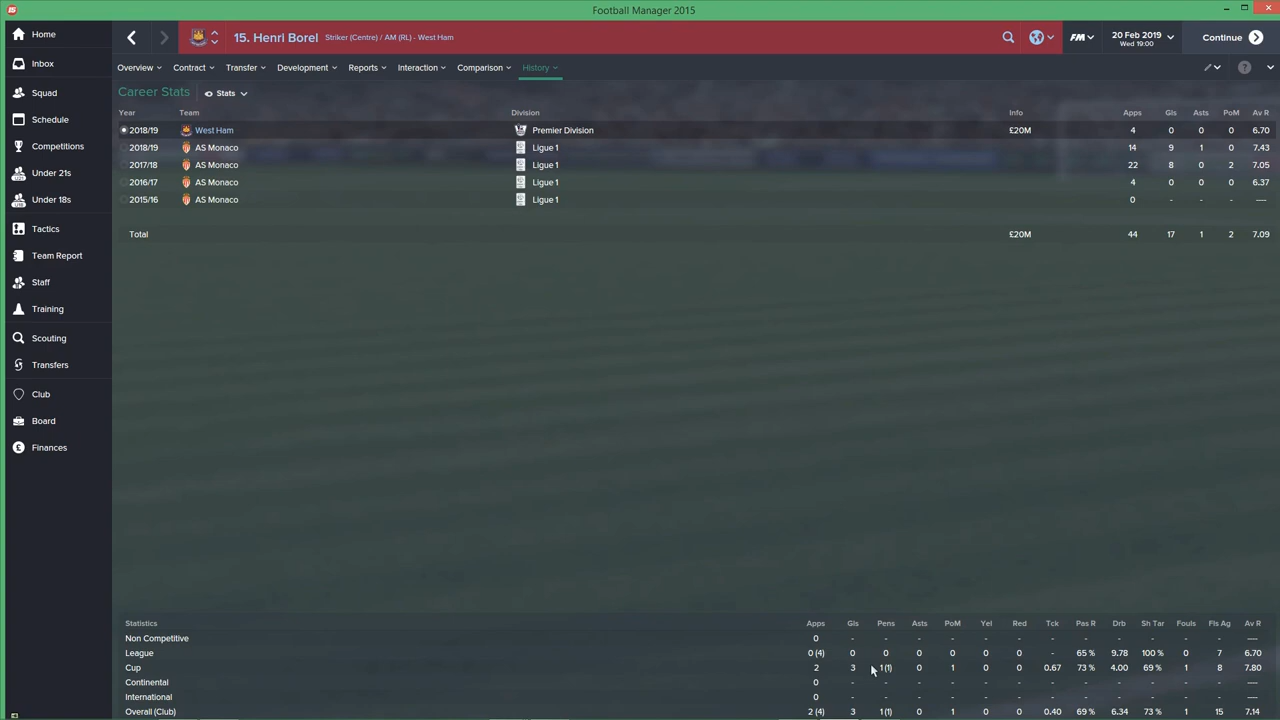 Football Manager 2015
Home
Inbox
Squad
Schedule
Competitions
Under 21s
Under 18s
Tactics
Team Report
Staff
Training
Scouting
Transfers
Club
Board
Finances
15. Henri Borel Striker (Centre) / AM (RL) - West Ham
FM 20 Feb 2019 Wed 19:00 Continue
Overview Contract Transfer Development Reports Interaction Comparison History
Career Stats Stats
Year Team Division Info Apps Gls Asts PoM Av R
2018/19 West Ham Premier Division £20M 4 0 0 0 6.70
2018/19 AS Monaco Ligue 1 14 9 1 0 7.43
2017/18 AS Monaco Ligue 1 22 8 0 2 7.05
2016/17 AS Monaco Ligue 1 4 0 0 0 6.37
2015/16 AS Monaco Ligue 1 0 - - - ---
Total £20M 44 17 1 2 7.09
Statistics Apps Gls Pens Asts PoM Yel Red Tck Pas R Drb Sh Tar Fouls Fls Ag Av R
Non Competitive 0 - - - - - - - - - - - - ---
League 0 (4) 0 0 0 0 0 0 - 65 % 9.78 100 % 0 7 6.70
Cup 2 3 1 (1) 0 1 0 0 0.67 73 % 4.00 69 % 1 8 7.80
Continental 0 - - - - - - - - - - - - ---
International 0 - - - - - - - - - - - - ---
Overall (Club) 2 (4) 3 1 (1) 0 1 0 0 0.40 69 % 6.34 73 % 1 15 7.14